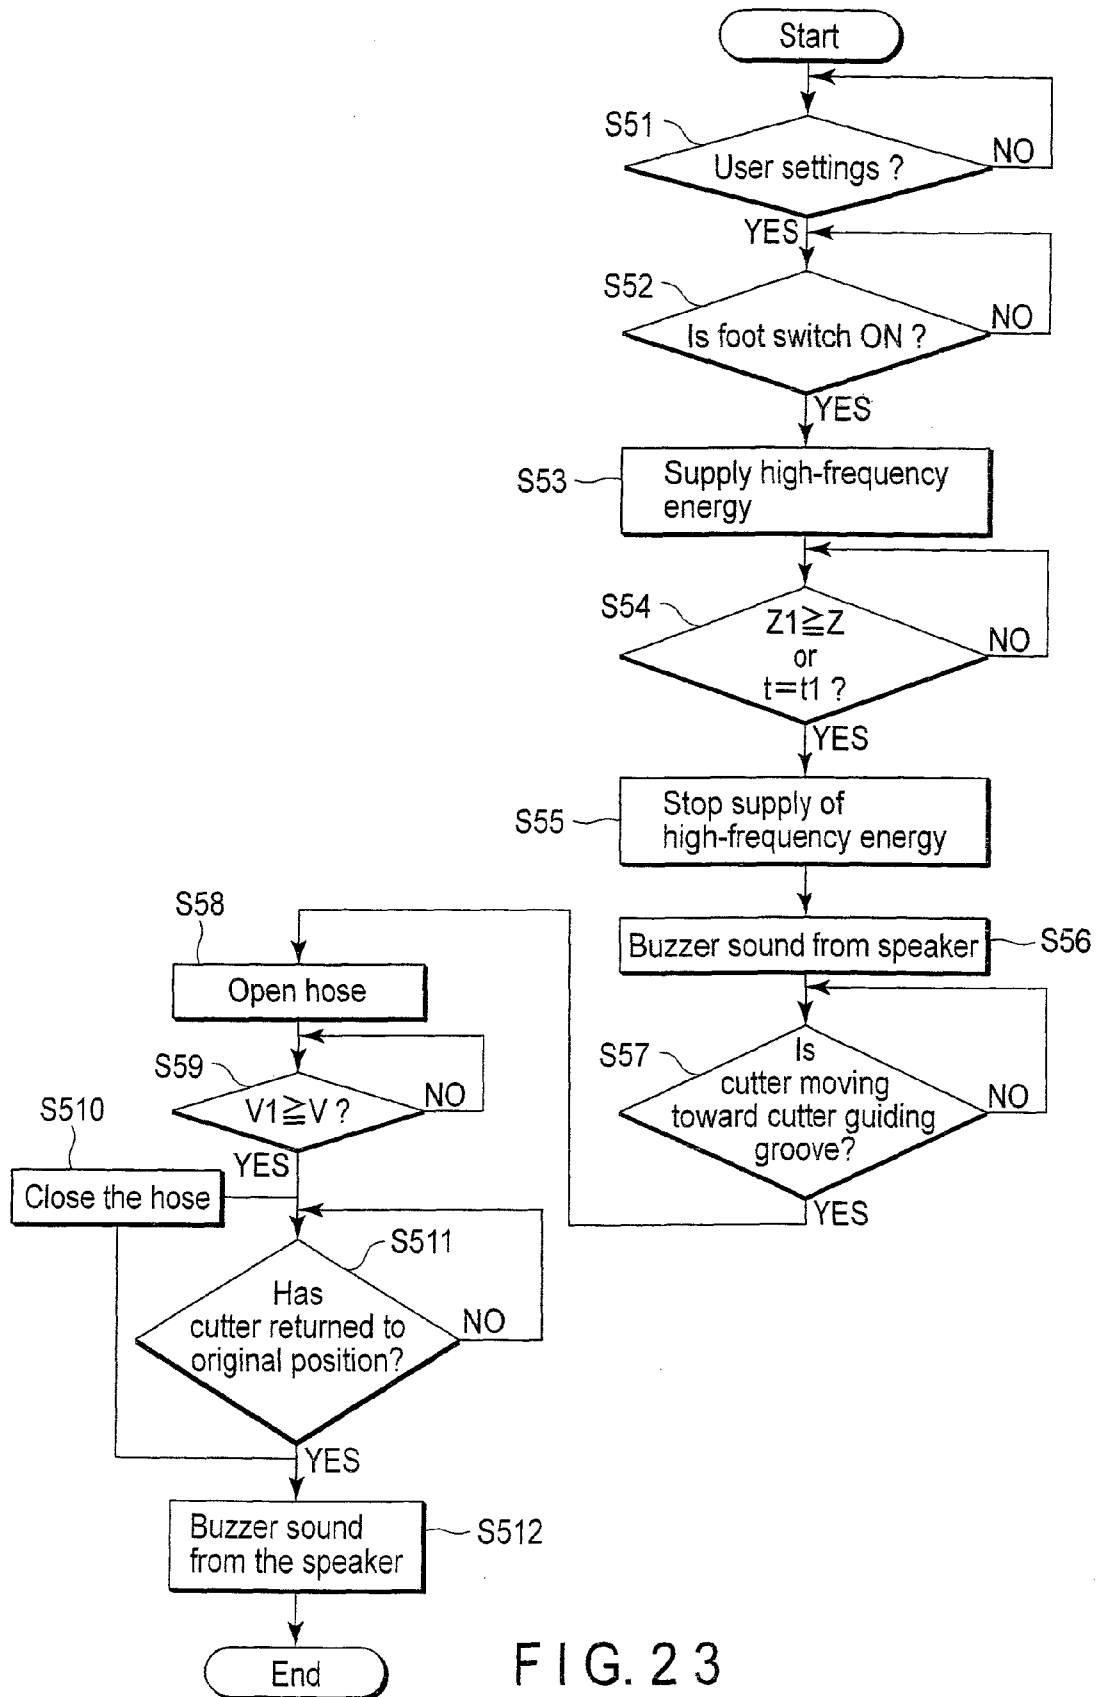 Start
S51
User settings ?
NO
YES
S52
Is foot switch ON ?
NO
YES
S53
Supply high-frequency
energy
S54
Z1≧Z
or
t=t1 ?
NO
YES
S55
Stop supply of
high-frequency energy
Buzzer sound from speaker
S56
S57
Is
cutter moving
toward cutter guiding
groove?
NO
YES
S58
Open hose
S59
V1≧V ?
NO
YES
S510
Close the hose
S511
Has
cutter returned to
original position?
NO
YES
Buzzer sound
from the speaker
S512
End
FIG. 23